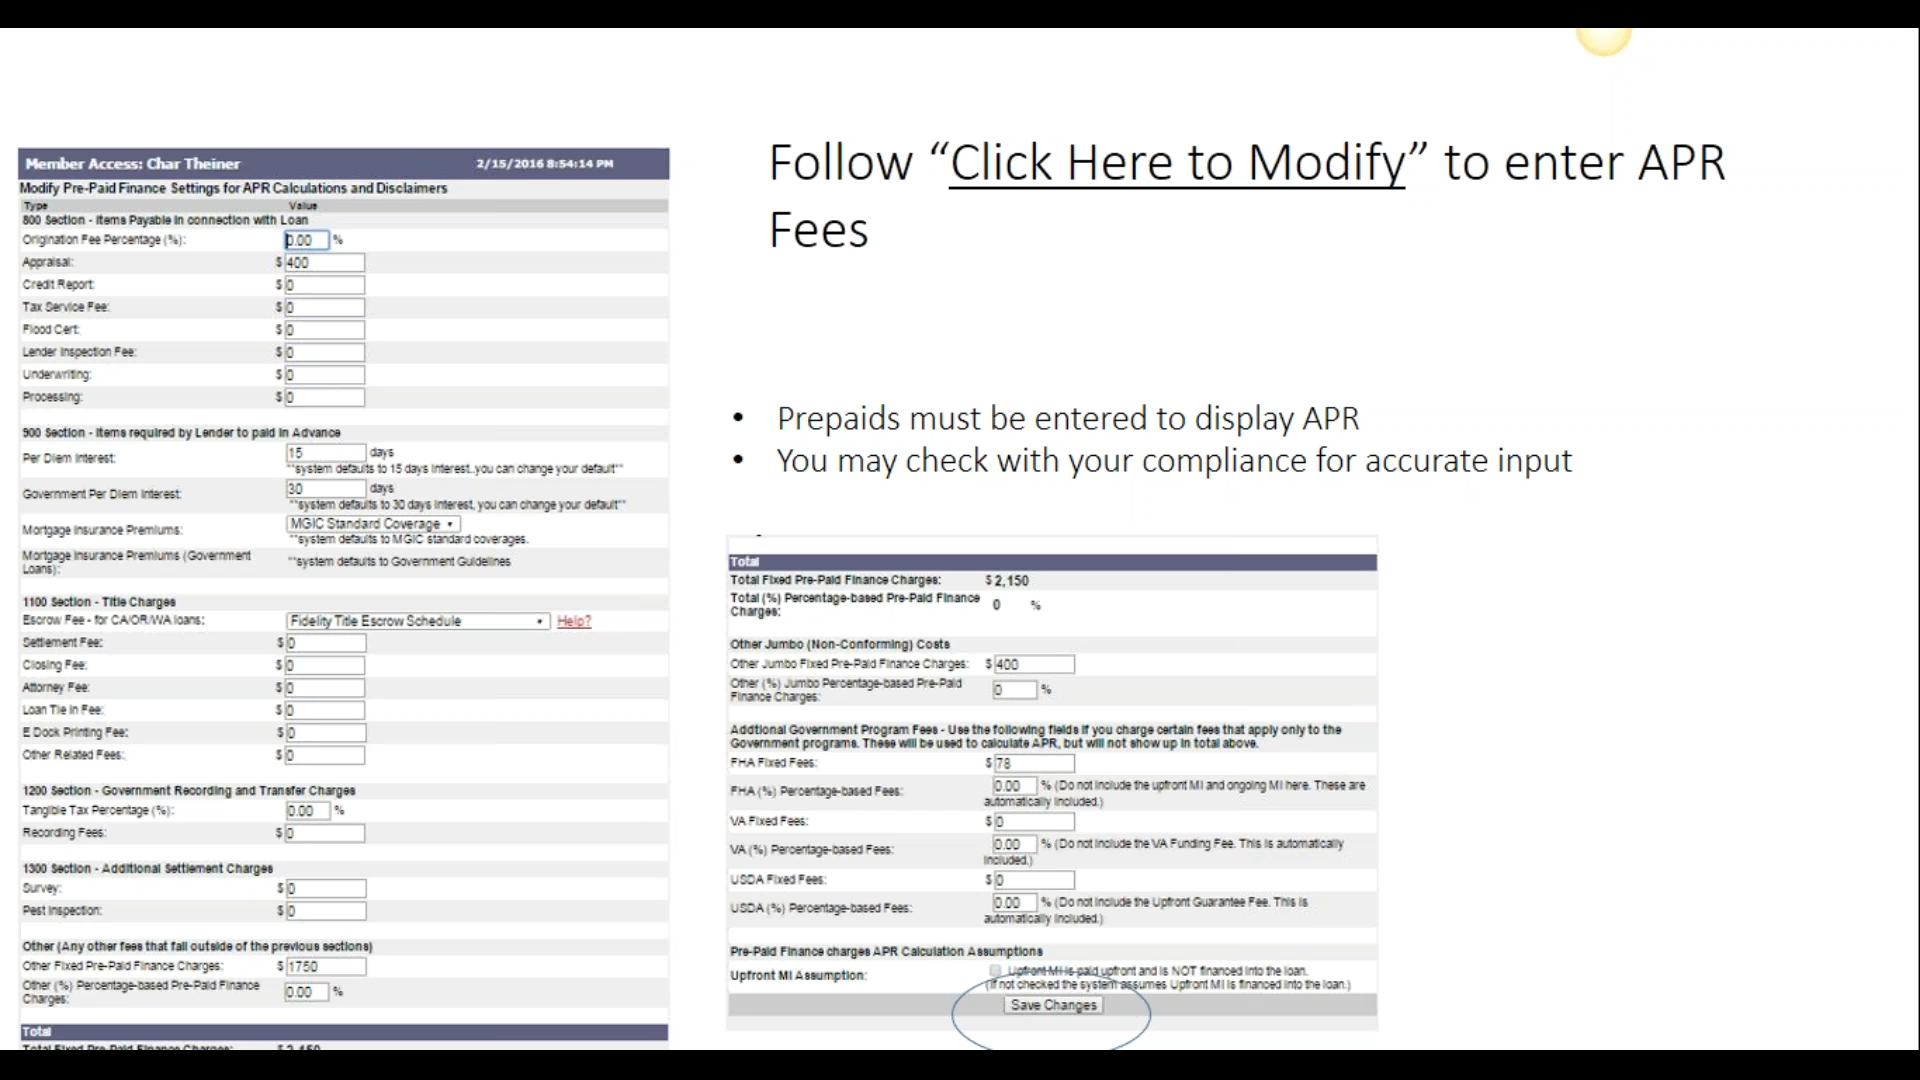 Follow “Click Here to Modify” to enter APR
Fees
Member Access: Char Theiner 2/15/2016 8:54:14 PM
Modify Pre-Paid Finance Settings for APR Calculations and Disclaimers
Type Value
800 Section - Items Payable in connection with Loan
Origination Fee Percentage (%): 0.00 %
Appraisal: $ 400
Credit Report: $ 0
Tax Service Fee: $ 0
Flood Cert: $ 0
Lender Inspection Fee: $ 0
Underwriting: $ 0
Processing: $ 0
900 Section - Items required by Lender to paid in Advance
Per Diem Interest: 15 days
**system defaults to 15 days interest..you can change your default**
Government Per Diem Interest: 30 days
**system defaults to 30 days interest, you can change your default**
Mortgage Insurance Premiums: MGIC Standard Coverage
**system defaults to MGIC standard coverages.
Mortgage Insurance Premiums (Government
Loans): **system defaults to Government Guidelines
1100 Section - Title Charges
Escrow Fee - for CA/OR/WA loans: Fidelity Title Escrow Schedule Help?
Settlement Fee: $ 0
Closing Fee: $ 0
Attorney Fee: $ 0
Loan Tie In Fee: $ 0
E Dock Printing Fee: $ 0
Other Related Fees: $ 0
1200 Section - Government Recording and Transfer Charges
Tangible Tax Percentage (%): 0.00 %
Recording Fees: $ 0
1300 Section - Additional Settlement Charges
Survey: $ 0
Pest Inspection: $ 0
Other (Any other fees that fall outside of the previous sections)
Other Fixed Pre-Paid Finance Charges: $ 1750
Other (%) Percentage-based Pre-Paid Finance
Charges: 0.00 %
Total
Total Fixed Pre-Paid Finance Charges: $ 2,150
• Prepaids must be entered to display APR
• You may check with your compliance for accurate input
Total
Total Fixed Pre-Paid Finance Charges: $ 2,150
Total (%) Percentage-based Pre-Paid Finance
Charges: 0 %
Other Jumbo (Non-Conforming) Costs
Other Jumbo Fixed Pre-Paid Finance Charges: $ 400
Other (%) Jumbo Percentage-based Pre-Paid
Finance Charges: 0 %
Addtional Government Program Fees - Use the following fields if you charge certain fees that apply only to the
Government programs. These will be used to calculate APR, but will not show up in total above.
FHA Fixed Fees: $ 78
FHA (%) Percentage-based Fees: 0.00 % (Do not include the upfront MI and ongoing MI here. These are
automatically included.)
VA Fixed Fees: $ 0
VA (%) Percentage-based Fees: 0.00 % (Do not include the VA Funding Fee. This is automatically
included.)
USDA Fixed Fees: $ 0
USDA (%) Percentage-based Fees: 0.00 % (Do not include the Upfront Guarantee Fee. This is
automatically included.)
Pre-Paid Finance charges APR Calculation Assumptions
Upfront MI Assumption: Upfront MI is paid upfront and is NOT financed into the loan.
(If not checked the system assumes Upfront MI is financed into the loan.)
Save Changes